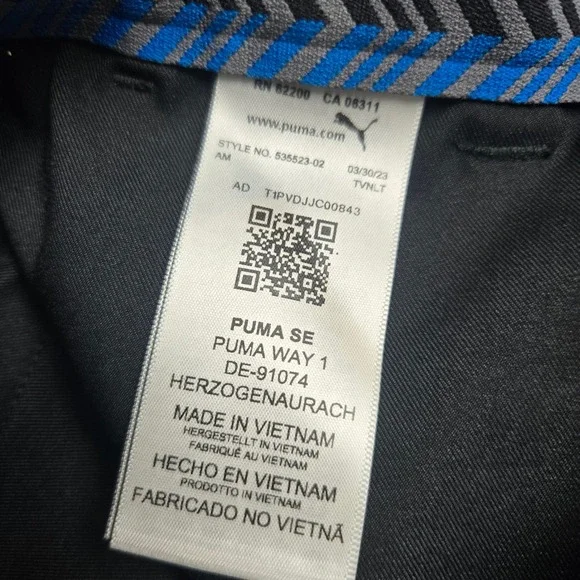 RN 62200 CA 08311
www.puma.com
STYLE NO. 535523-02 03/30/23
AM TVNLT
AD T1PVDJJC00843
PUMA SE
PUMA WAY 1
DE-91074
HERZOGENAURACH
MADE IN VIETNAM
HERGESTELLT IN VIETNAM
FABRIQUÉ AU VIETNAM
HECHO EN VIETNAM
PRODOTTO IN VIETNAM
FABRICADO NO VIETNÃ